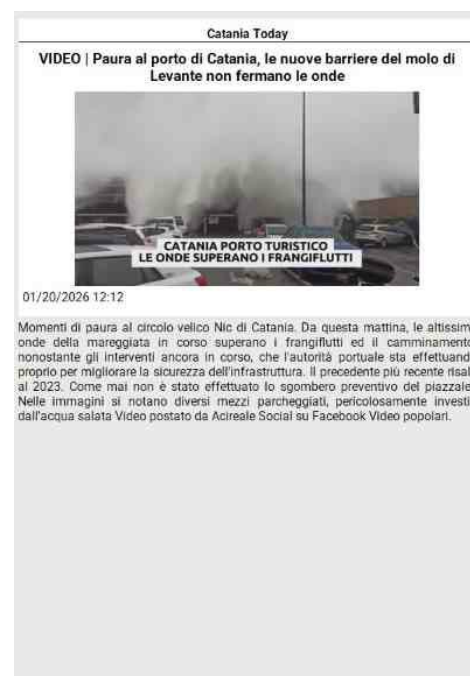 Catania Today
VIDEO | Paura al porto di Catania, le nuove barriere del molo di
Levante non fermano le onde
CATANIA PORTO TURISTICO
LE ONDE SUPERANO I FRANGIFLUTTI
01/20/2026 12:12
Momenti di paura al circolo velico Nic di Catania. Da questa mattina, le altissim
onde della mareggiata in corso superano i frangiflutti ed il camminamento
nonostante gli interventi ancora in corso, che l'autorità portuale sta effettuand
proprio per migliorare la sicurezza dell'infrastruttura. Il precedente più recente risal
al 2023. Come mai non è stato effettuato lo sgombero preventivo del piazzale
Nelle immagini si notano diversi mezzi parcheggiati, pericolosamente investi
dall'acqua salata Video postato da Acireale Social su Facebook Video popolari.